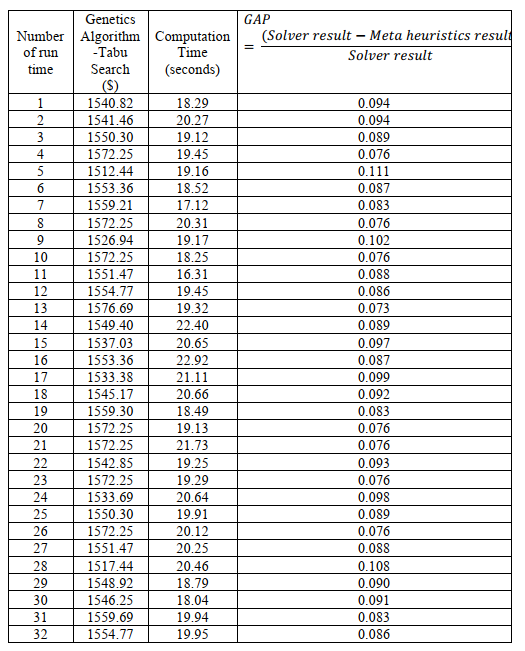 Number of run time | Genetics Algorithm -Tabu Search ($) | Computation Time (seconds) | GAP = (Solver result − Meta heuristics result / Solver result
1 1540.82 18.29 0.094
2 1541.46 20.27 0.094
3 1550.30 19.12 0.089
4 1572.25 19.45 0.076
5 1512.44 19.16 0.111
6 1553.36 18.52 0.087
7 1559.21 17.12 0.083
8 1572.25 20.31 0.076
9 1526.94 19.17 0.102
10 1572.25 18.25 0.076
11 1551.47 16.31 0.088
12 1554.77 19.45 0.086
13 1576.69 19.32 0.073
14 1549.40 22.40 0.089
15 1537.03 20.65 0.097
16 1553.36 22.92 0.087
17 1533.38 21.11 0.099
18 1545.17 20.66 0.092
19 1559.30 18.49 0.083
20 1572.25 19.13 0.076
21 1572.25 21.73 0.076
22 1542.85 19.25 0.093
23 1572.25 19.29 0.076
24 1533.69 20.64 0.098
25 1550.30 19.91 0.089
26 1572.25 20.12 0.076
27 1551.47 20.25 0.088
28 1517.44 20.46 0.108
29 1548.92 18.79 0.090
30 1546.25 18.04 0.091
31 1559.69 19.94 0.083
32 1554.77 19.95 0.086